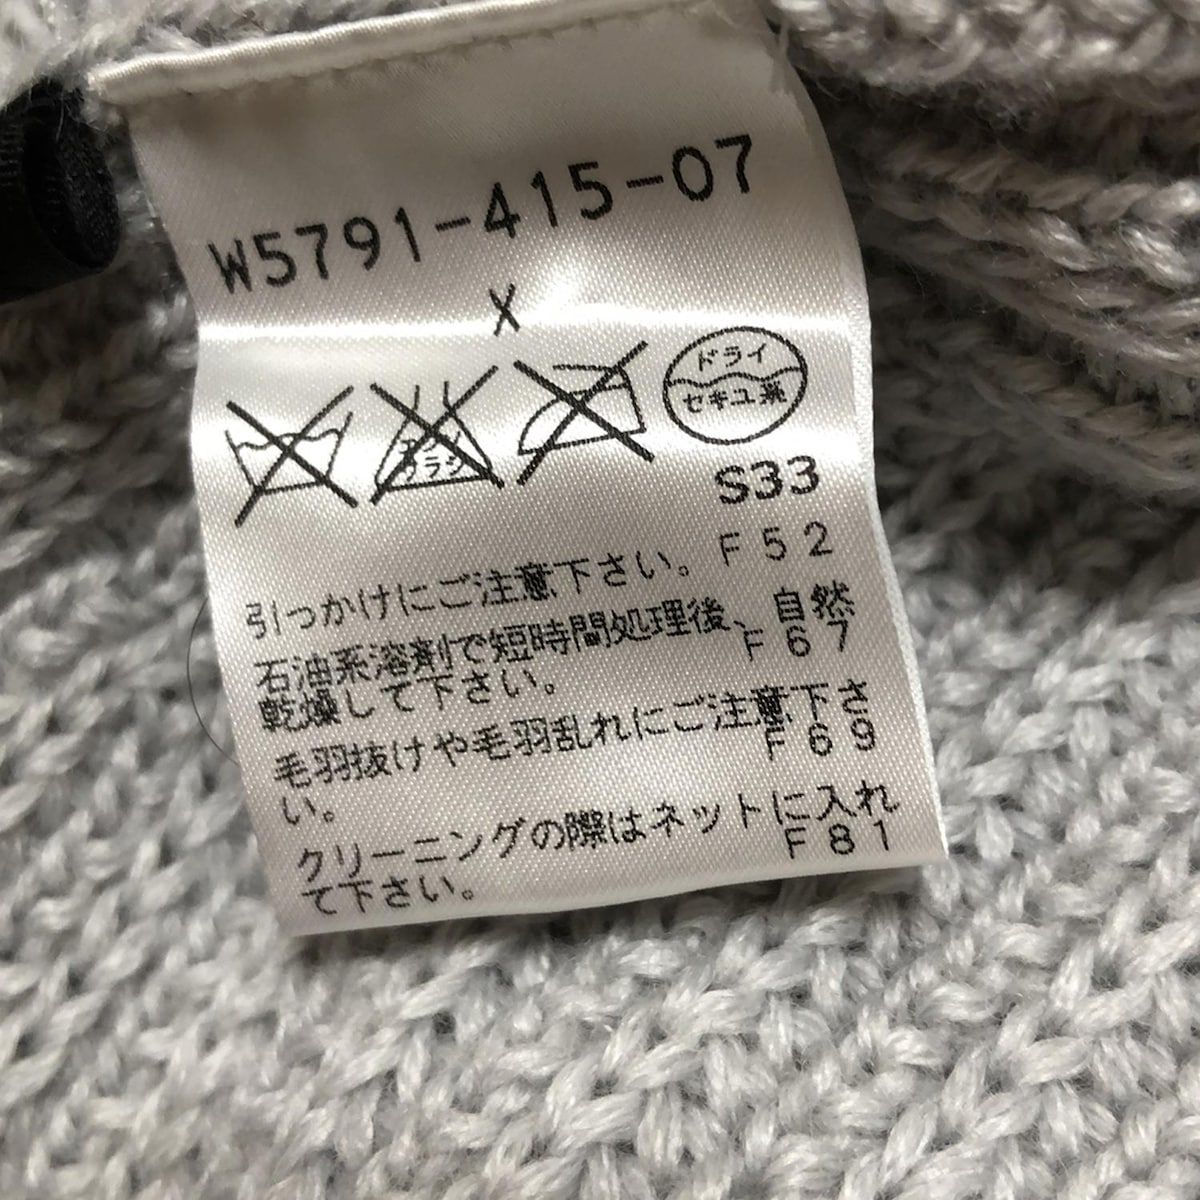 W5791-415-07
X
エンソ
サラシ
ドライ
セキユ系
S33
引っかけにご注意下さい。F52
石油系溶剤で短時間処理後、自然
乾燥して下さい。F67
毛羽抜けや毛羽乱れにご注意下さ
い。F69
クリーニングの際はネットに入れ
て下さい。F81